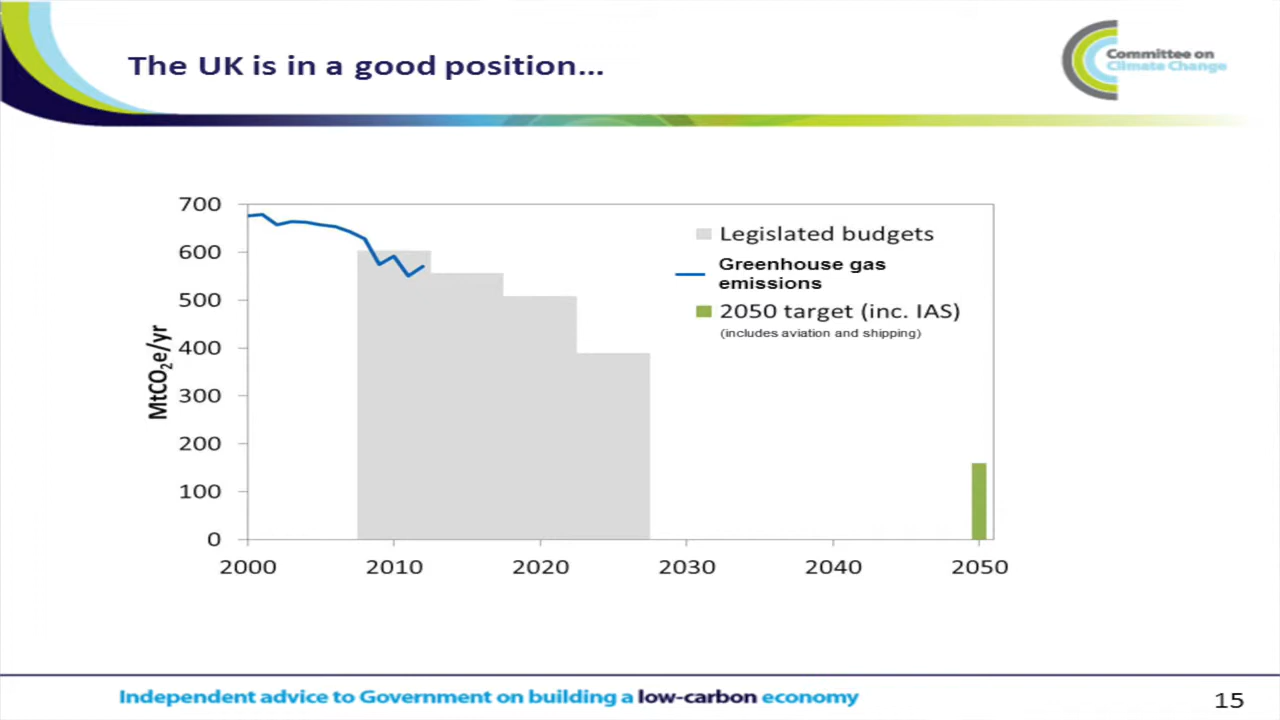 The UK is in a good position...
Committee on
Climate Change
700
600
500
400
300
200
100
0
MtCO₂e/yr
Legislated budgets
Greenhouse gas
emissions
2050 target (inc. IAS)
(includes aviation and shipping)
2000 2010 2020 2030 2040 2050
Independent advice to Government on building a low-carbon economy
15